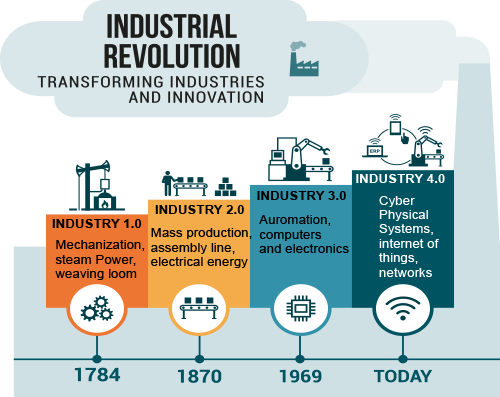 INDUSTRIAL
REVOLUTION
TRANSFORMING INDUSTRIES
AND INNOVATION
INDUSTRY 1.0
Mechanization,
steam Power,
weaving loom
INDUSTRY 2.0
Mass production,
assembly line,
electrical energy
INDUSTRY 3.0
Auromation,
computers
and electronics
ERP
INDUSTRY 4.0
Cyber
Physical
Systems,
internet of
things,
networks
1784
1870
1969
TODAY